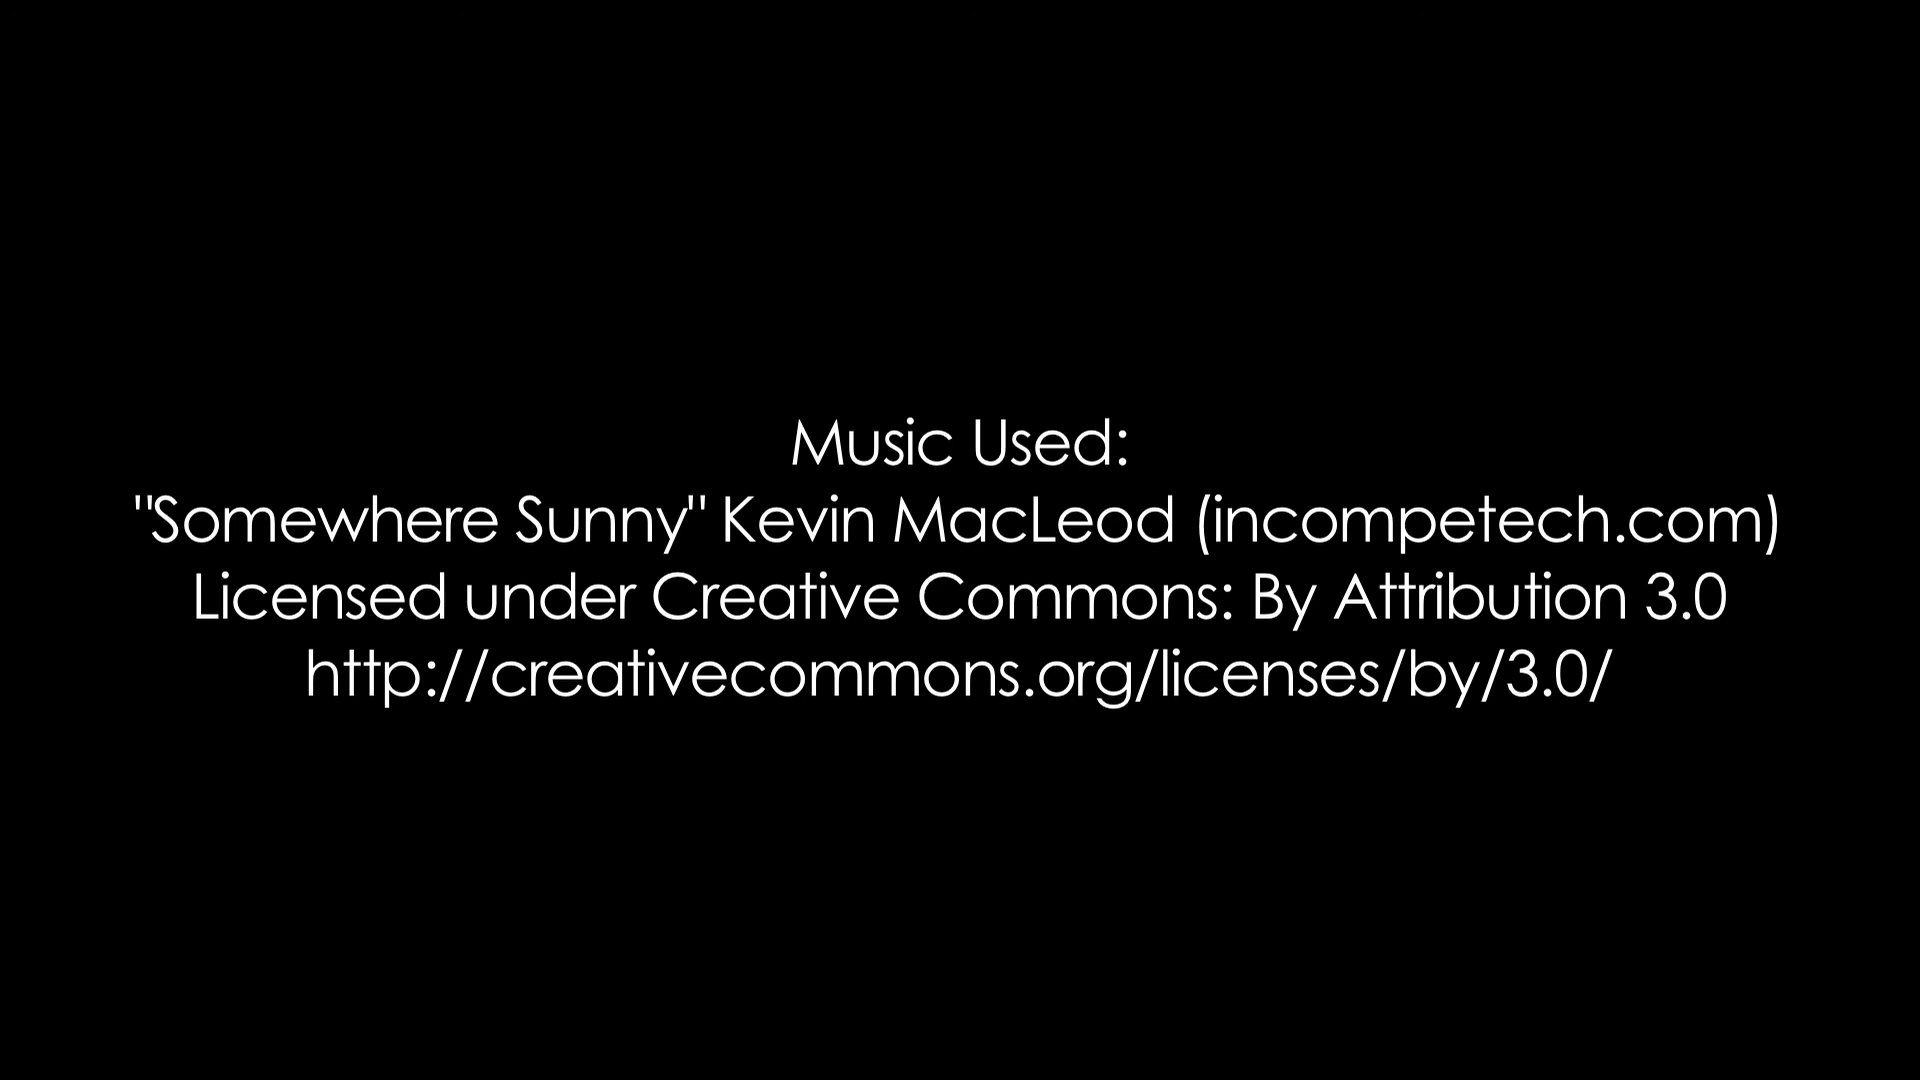 Music Used:
"Somewhere Sunny" Kevin MacLeod (incompetech.com)
Licensed under Creative Commons: By Attribution 3.0
http://creativecommons.org/licenses/by/3.0/